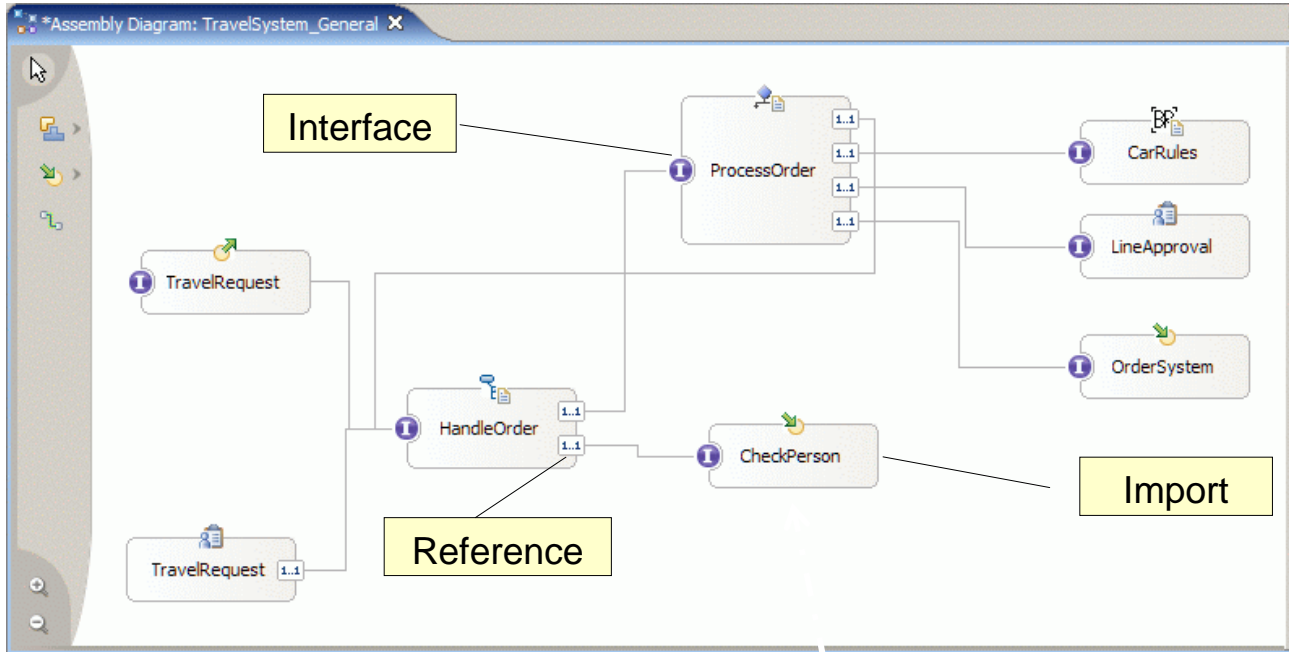 *Assembly Diagram: TravelSystem_General
Interface
1..1
1..1
1..1
1..1
I
ProcessOrder
I
CarRules
I
LineApproval
I
TravelRequest
I
OrderSystem
I
HandleOrder
1..1
1..1
I
CheckPerson
Import
Reference
TravelRequest
1..1